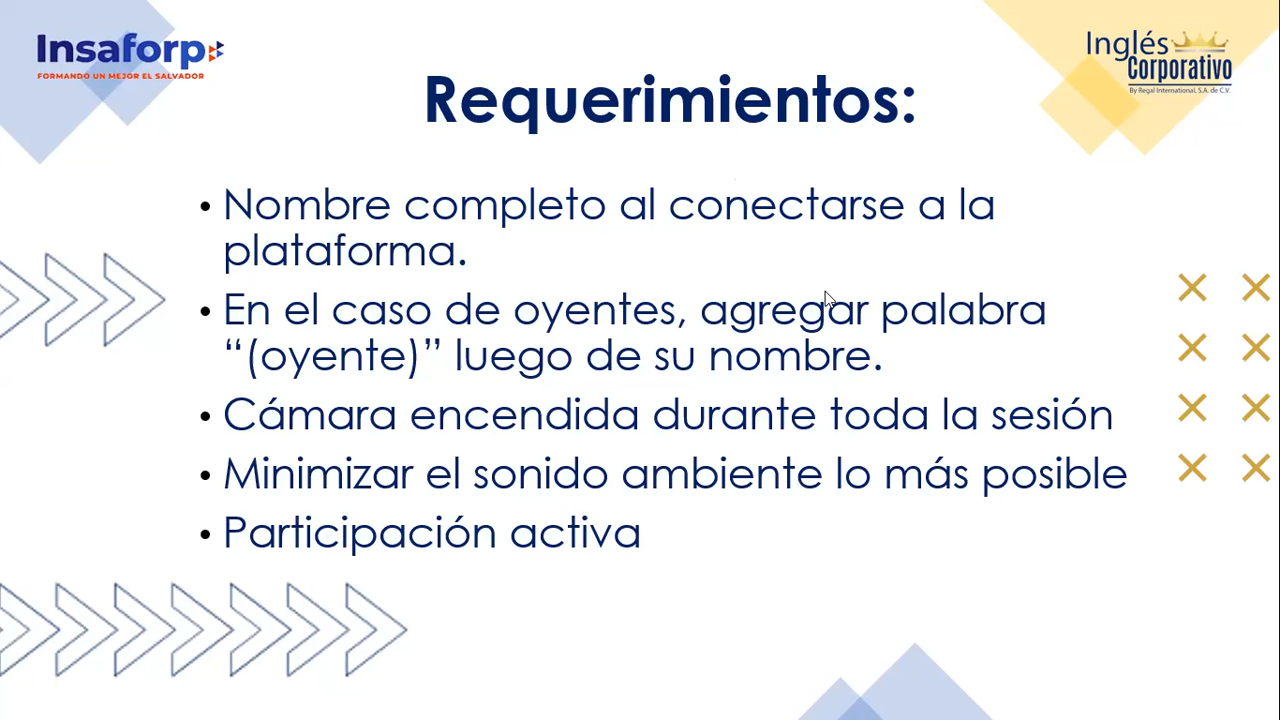 Insaforp
FORMANDO UN MEJOR EL SALVADOR
Inglés
Corporativo
By Regal International, S.A. de C.V.
Requerimientos:
• Nombre completo al conectarse a la
plataforma.
• En el caso de oyentes, agregar palabra
“(oyente)” luego de su nombre.
• Cámara encendida durante toda la sesión
• Minimizar el sonido ambiente lo más posible
• Participación activa